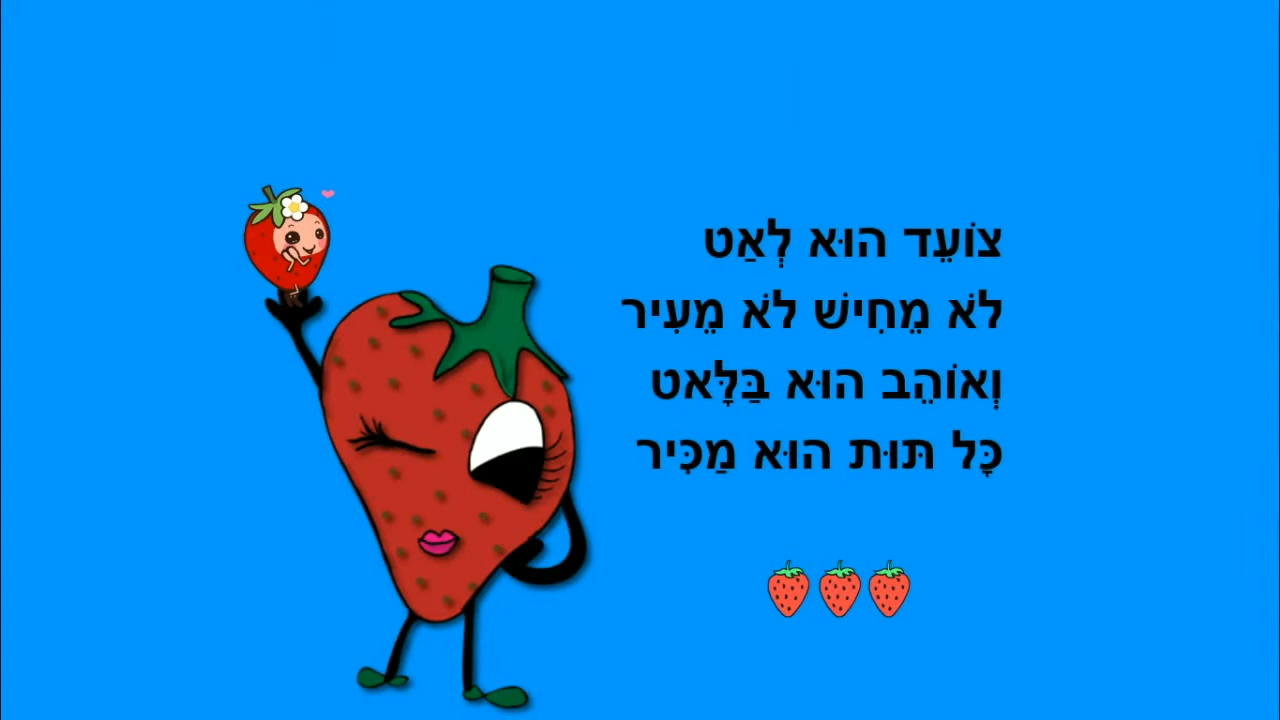 צוֹעֵד הוּא לְאַט
לֹא מֵחִישׁ לֹא מֵעִיר
וְאוֹהֵב הוּא בַּלָּאט
כָּל תּוּת הוּא מַכִּיר